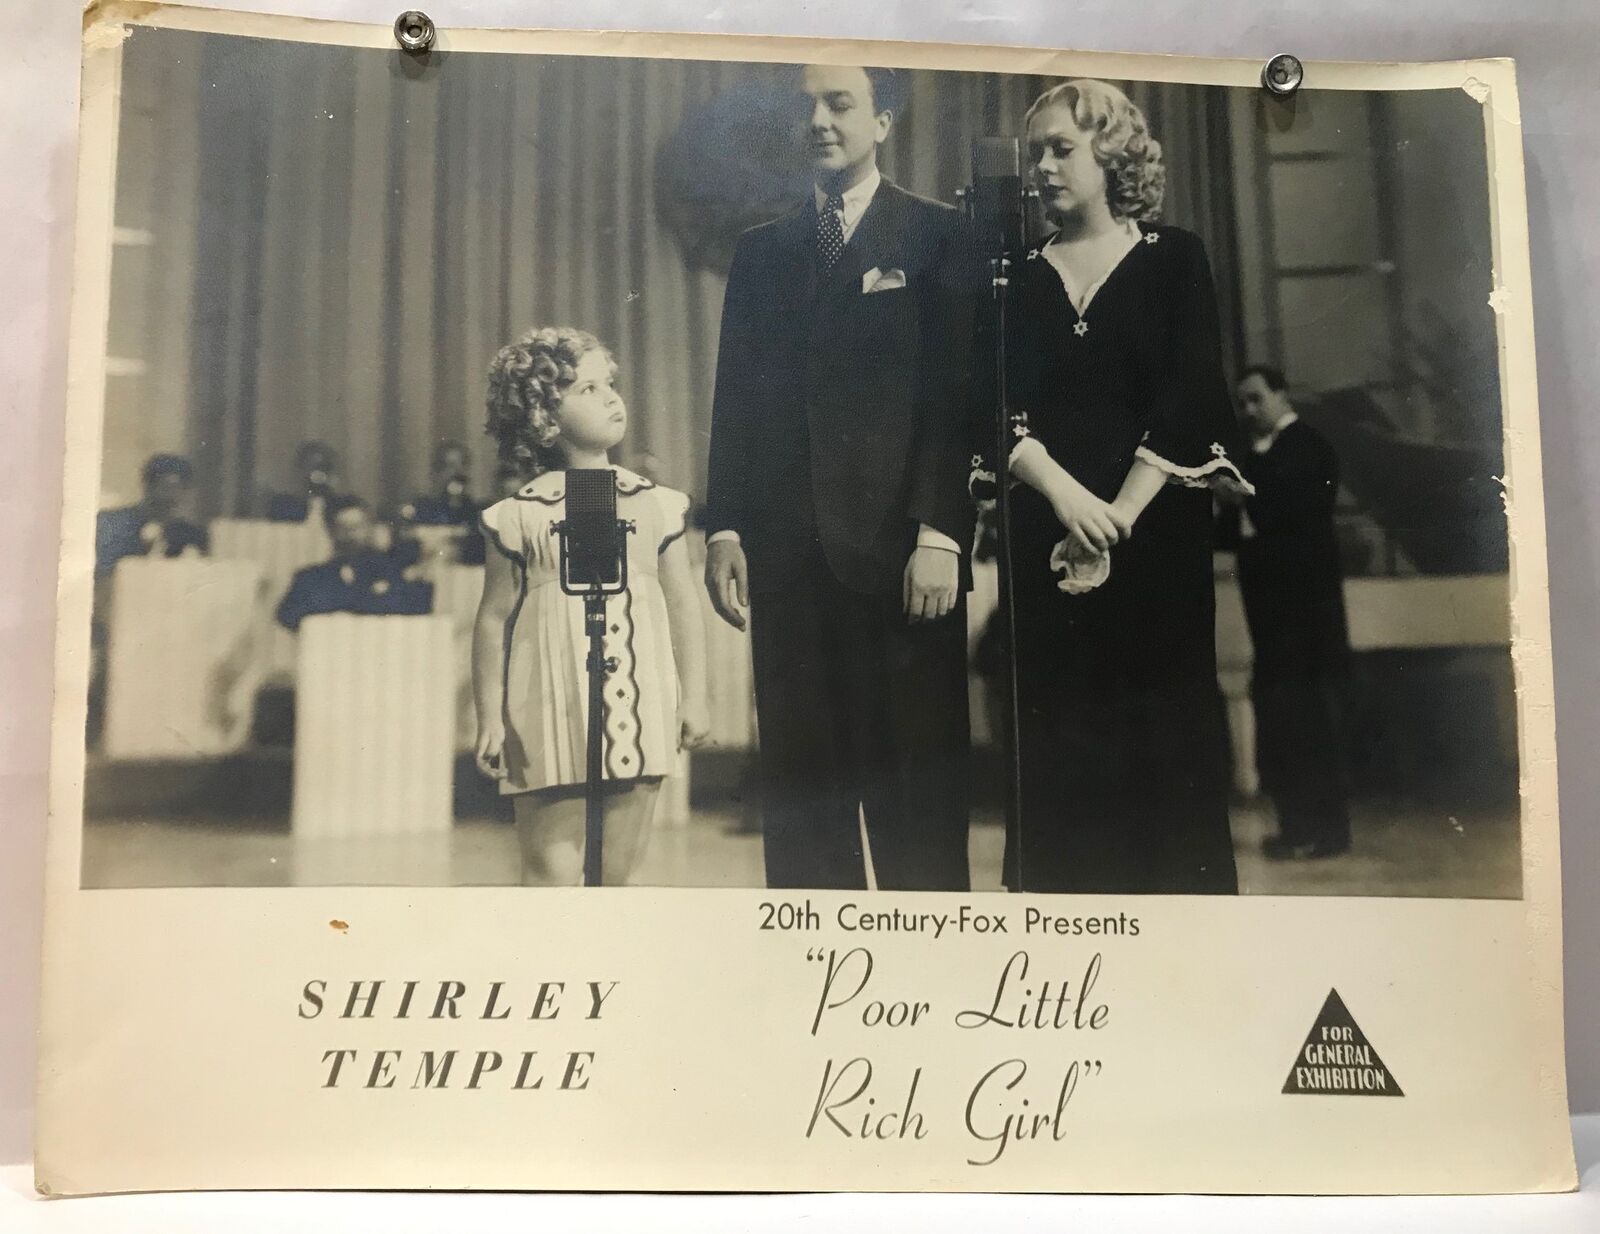 20th Century-Fox Presents
SHIRLEY
TEMPLE
“Poor Little
Rich Girl”
FOR
GENERAL
EXHIBITION